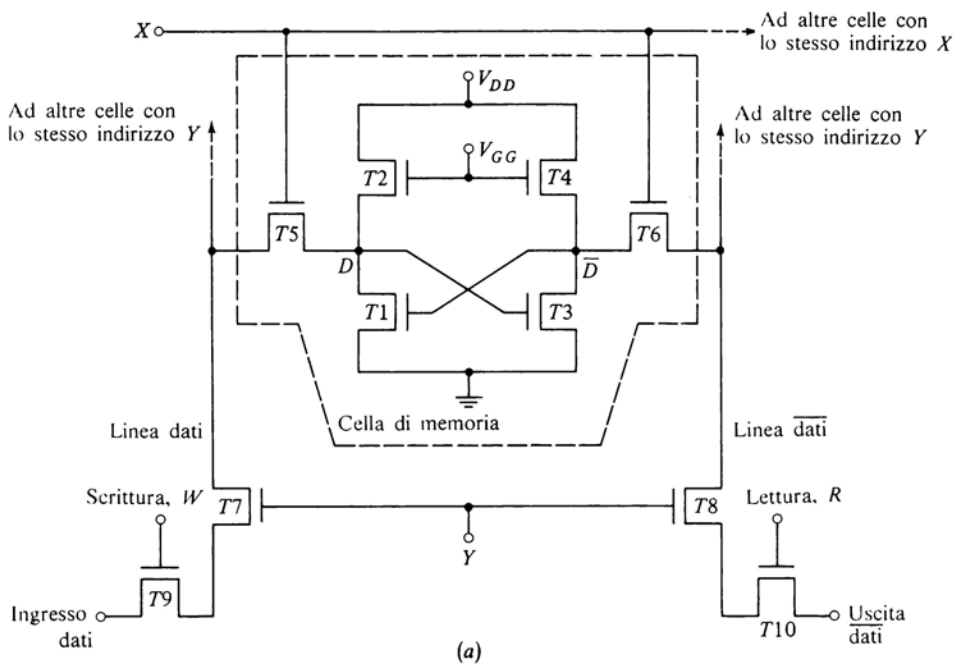 X
Ad altre celle con
lo stesso indirizzo X
Ad altre celle con
lo stesso indirizzo Y
V_DD
Ad altre celle con
lo stesso indirizzo Y
V_GG
T2
T4
T5
T6
D
D̅
T1
T3
Cella di memoria
Linea dati
Linea d̅a̅t̅i̅
Scrittura, W
T7
T8
Lettura, R
Y
T9
T10
Ingresso
dati
Uscita
d̅a̅t̅i̅
(a)